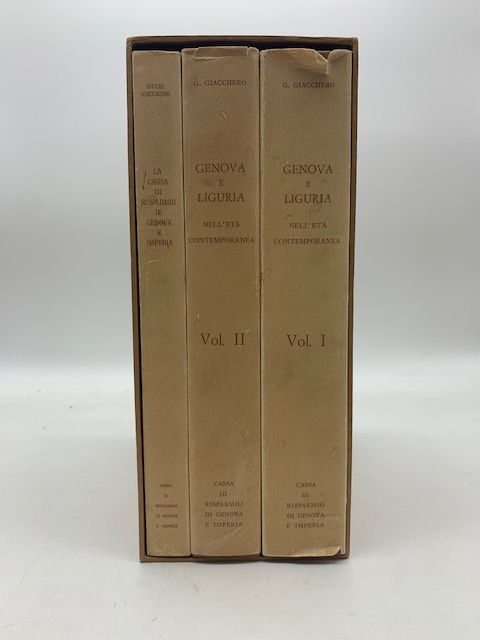 GIULIO
GIACCHERO
LA
CASSA
DI
RISPARMIO
DI
GENOVA
E
IMPERIA
CASSA
DI
RISPARMIO
DI GENOVA
E IMPERIA
G. GIACCHERO
GENOVA
E
LIGURIA
NELL'ETÀ
CONTEMPORANEA
Vol. II
CASSA
DI
RISPARMIO
DI GENOVA
E IMPERIA
G. GIACCHERO
GENOVA
E
LIGURIA
NELL'ETÀ
CONTEMPORANEA
Vol. I
CASSA
DI
RISPARMIO
DI GENOVA
E IMPERIA